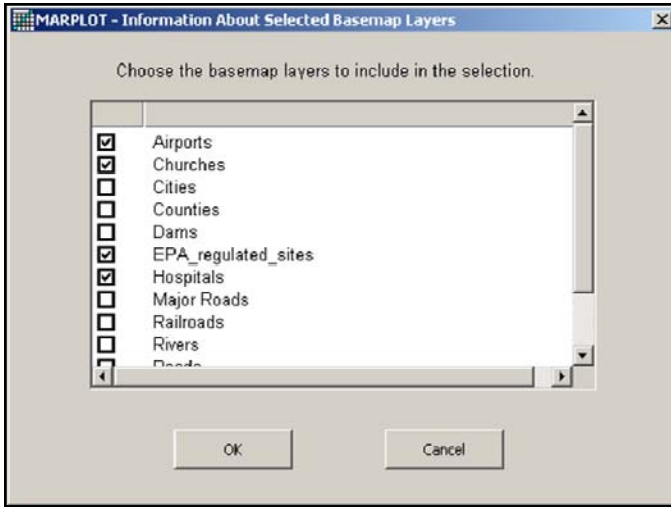 MARPLOT - Information About Selected Basemap Layers
Choose the basemap layers to include in the selection.
Airports
Churches
Cities
Counties
Dams
EPA_regulated_sites
Hospitals
Major Roads
Railroads
Rivers
Roads
OK
Cancel